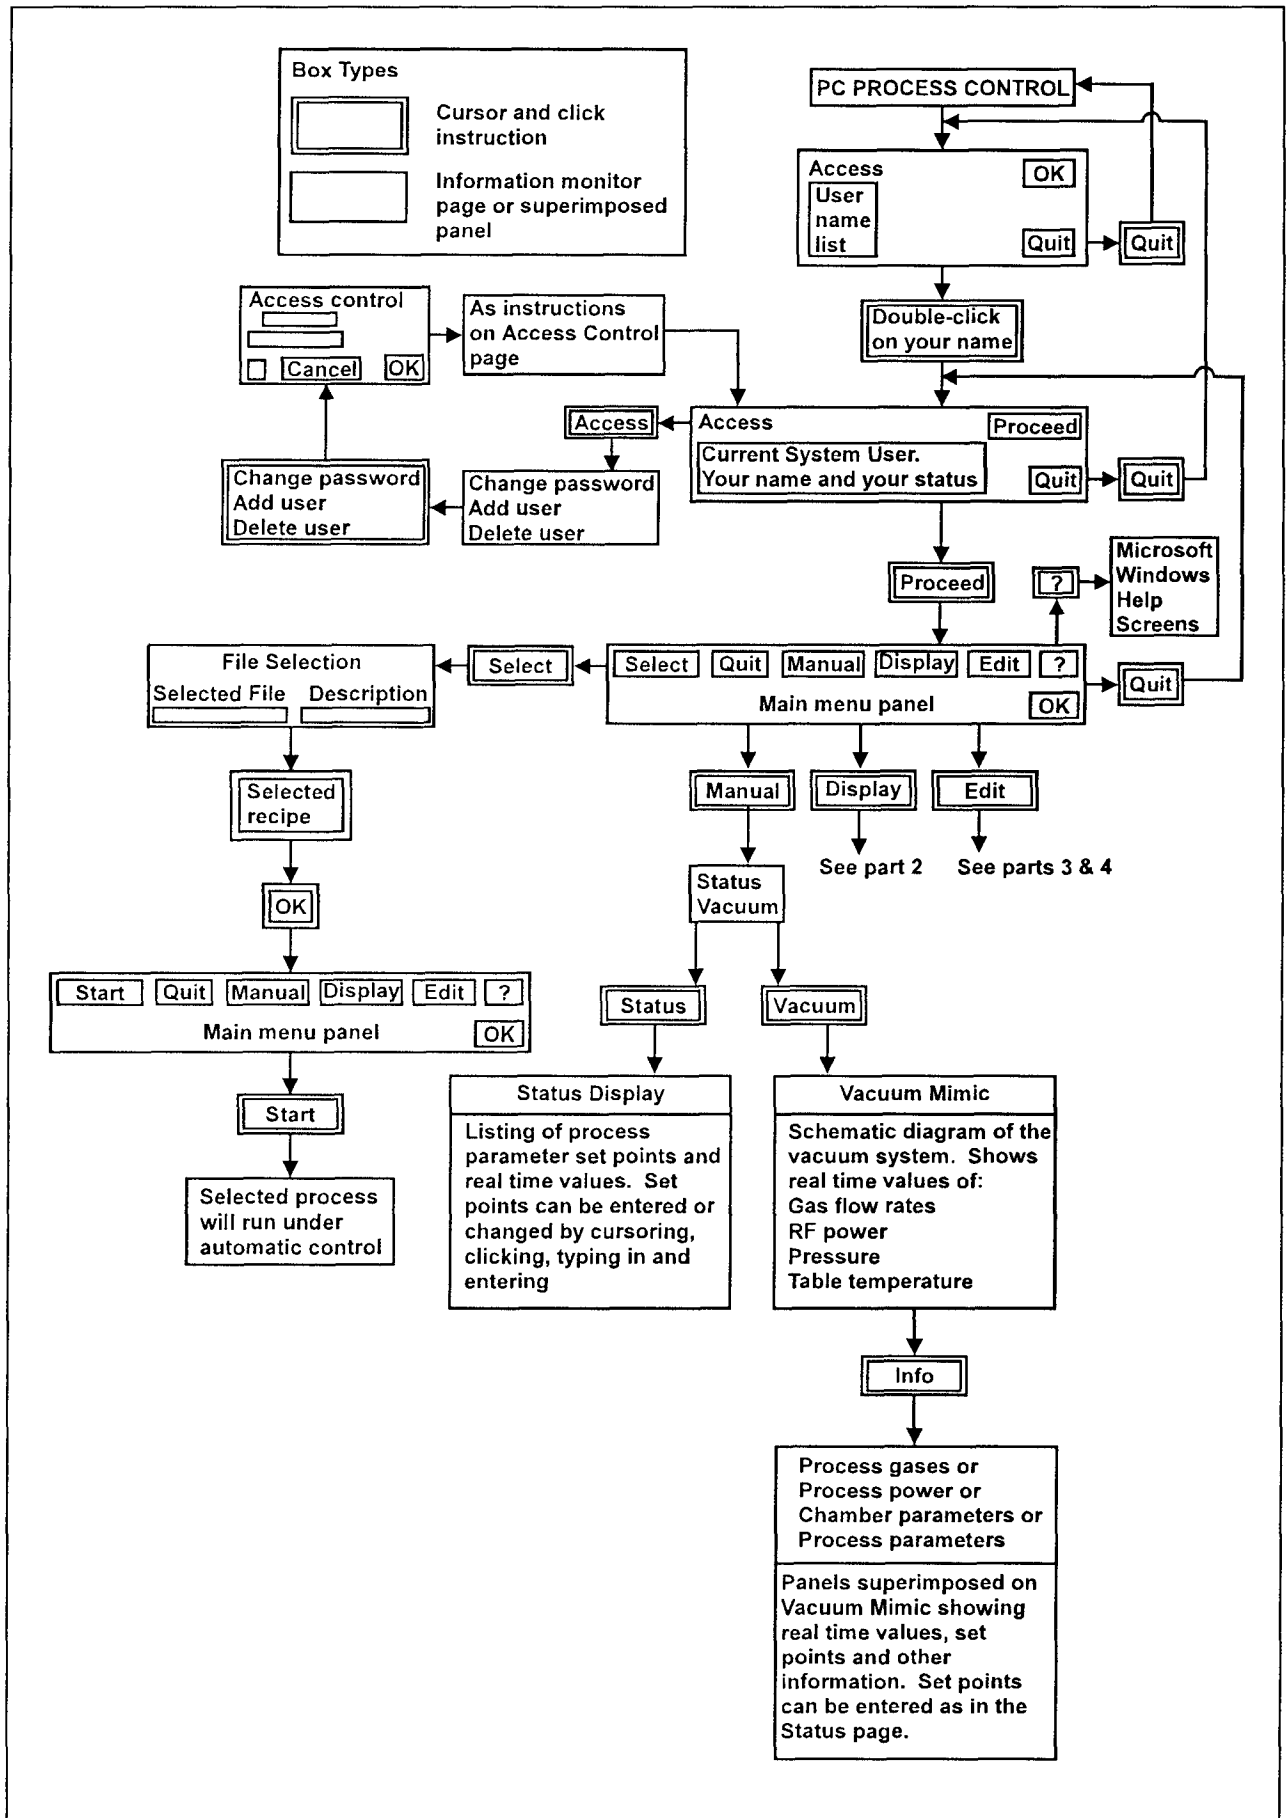 Box Types
Cursor and click
instruction
Information monitor
page or superimposed
panel
PC PROCESS CONTROL
Access
OK
User
name
list
Quit
Quit
Double-click
on your name
Access control
Cancel
OK
As instructions
on Access Control
page
Access
Access
Proceed
Current System User.
Your name and your status
Quit
Quit
Change password
Add user
Delete user
Change password
Add user
Delete user
Proceed
?
Microsoft
Windows
Help
Screens
File Selection
Selected File
Description
Select
Select
Quit
Manual
Display
Edit
?
Main menu panel
OK
Quit
Selected
recipe
Manual
Display
Edit
See part 2
See parts 3 & 4
OK
Status
Vacuum
Start
Quit
Manual
Display
Edit
?
Main menu panel
OK
Status
Vacuum
Start
Selected process
will run under
automatic control
Status Display
Listing of process
parameter set points and
real time values. Set
points can be entered or
changed by cursoring,
clicking, typing in and
entering
Vacuum Mimic
Schematic diagram of the
vacuum system. Shows
real time values of:
Gas flow rates
RF power
Pressure
Table temperature
Info
Process gases or
Process power or
Chamber parameters or
Process parameters
Panels superimposed on
Vacuum Mimic showing
real time values, set
points and other
information. Set points
can be entered as in the
Status page.